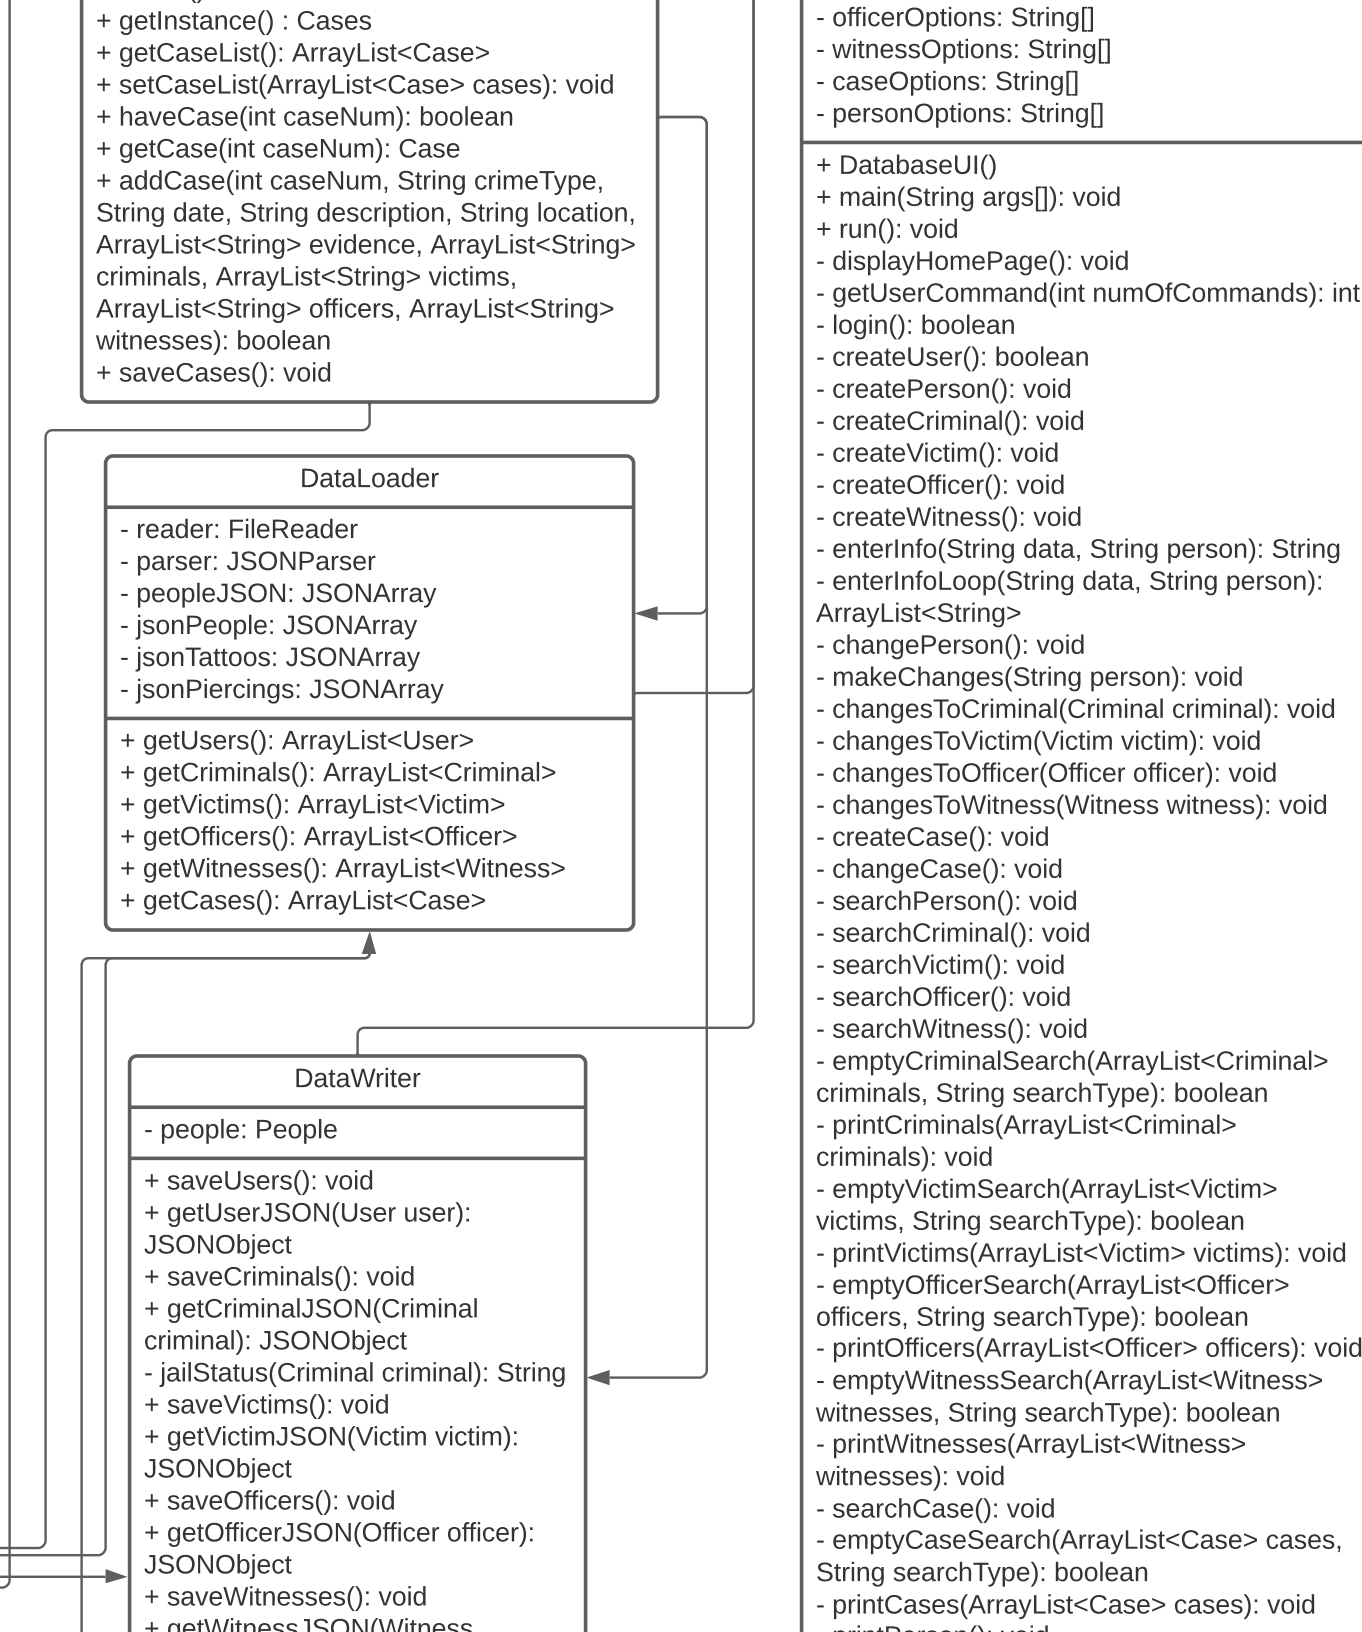 + getInstance() : Cases
+ getCaseList(): ArrayList<Case>
+ setCaseList(ArrayList<Case> cases): void
+ haveCase(int caseNum): boolean
+ getCase(int caseNum): Case
+ addCase(int caseNum, String crimeType,
String date, String description, String location,
ArrayList<String> evidence, ArrayList<String>
criminals, ArrayList<String> victims,
ArrayList<String> officers, ArrayList<String>
witnesses): boolean
+ saveCases(): void
DataLoader
- reader: FileReader
- parser: JSONParser
- peopleJSON: JSONArray
- jsonPeople: JSONArray
- jsonTattoos: JSONArray
- jsonPiercings: JSONArray
+ getUsers(): ArrayList<User>
+ getCriminals(): ArrayList<Criminal>
+ getVictims(): ArrayList<Victim>
+ getOfficers(): ArrayList<Officer>
+ getWitnesses(): ArrayList<Witness>
+ getCases(): ArrayList<Case>
DataWriter
- people: People
+ saveUsers(): void
+ getUserJSON(User user):
JSONObject
+ saveCriminals(): void
+ getCriminalJSON(Criminal
criminal): JSONObject
- jailStatus(Criminal criminal): String
+ saveVictims(): void
+ getVictimJSON(Victim victim):
JSONObject
+ saveOfficers(): void
+ getOfficerJSON(Officer officer):
JSONObject
+ saveWitnesses(): void
+ getWitnessJSON(Witness
- officerOptions: String[]
- witnessOptions: String[]
- caseOptions: String[]
- personOptions: String[]
+ DatabaseUI()
+ main(String args[]): void
+ run(): void
- displayHomePage(): void
- getUserCommand(int numOfCommands): int
- login(): boolean
- createUser(): boolean
- createPerson(): void
- createCriminal(): void
- createVictim(): void
- createOfficer(): void
- createWitness(): void
- enterInfo(String data, String person): String
- enterInfoLoop(String data, String person):
ArrayList<String>
- changePerson(): void
- makeChanges(String person): void
- changesToCriminal(Criminal criminal): void
- changesToVictim(Victim victim): void
- changesToOfficer(Officer officer): void
- changesToWitness(Witness witness): void
- createCase(): void
- changeCase(): void
- searchPerson(): void
- searchCriminal(): void
- searchVictim(): void
- searchOfficer(): void
- searchWitness(): void
- emptyCriminalSearch(ArrayList<Criminal>
criminals, String searchType): boolean
- printCriminals(ArrayList<Criminal>
criminals): void
- emptyVictimSearch(ArrayList<Victim>
victims, String searchType): boolean
- printVictims(ArrayList<Victim> victims): void
- emptyOfficerSearch(ArrayList<Officer>
officers, String searchType): boolean
- printOfficers(ArrayList<Officer> officers): void
- emptyWitnessSearch(ArrayList<Witness>
witnesses, String searchType): boolean
- printWitnesses(ArrayList<Witness>
witnesses): void
- searchCase(): void
- emptyCaseSearch(ArrayList<Case> cases,
String searchType): boolean
- printCases(ArrayList<Case> cases): void
- printPerson(): void